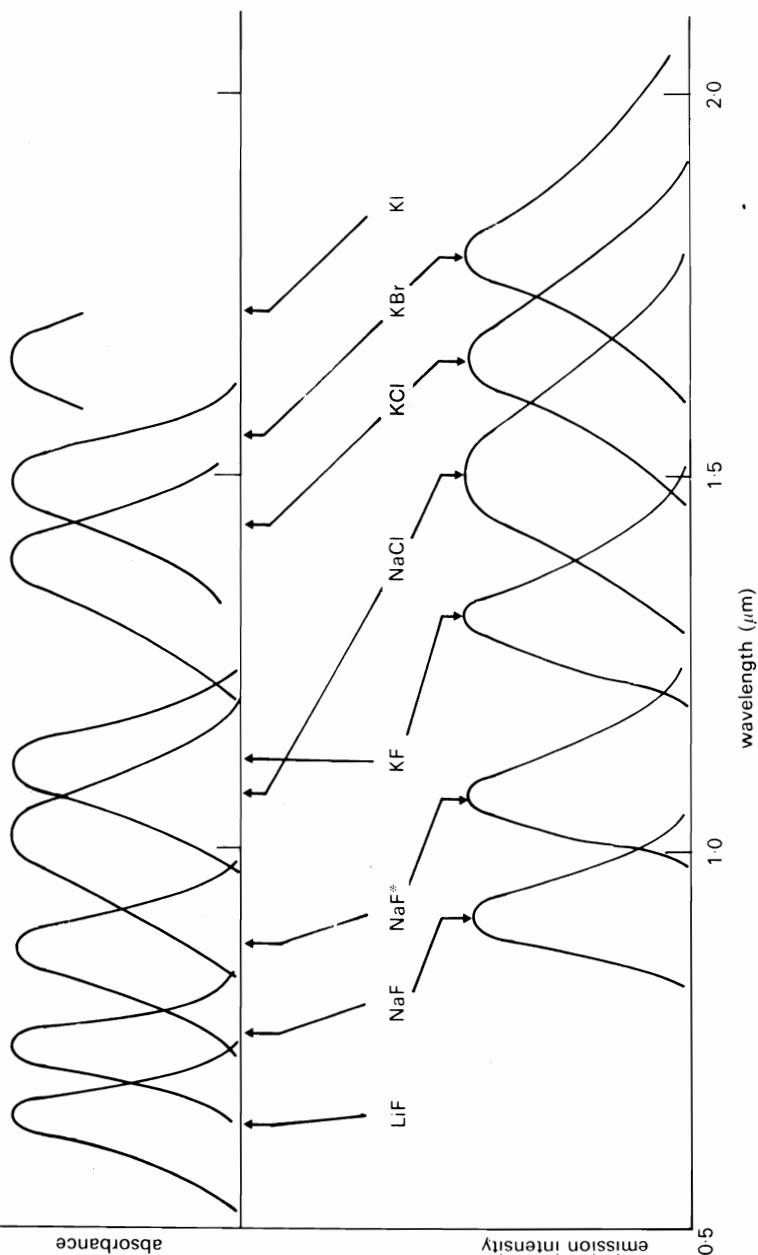 absorbance
LiF
NaF
NaF*
KF
NaCl
KCl
KBr
KI
emission intensity
0·5
1·0
1·5
2·0
wavelength (μm)